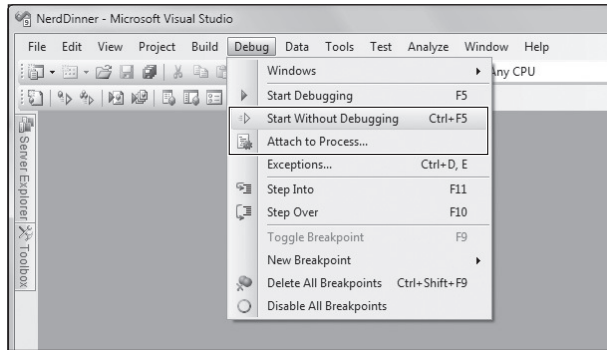 NerdDinner - Microsoft Visual Studio
File Edit View Project Build Debug Data Tools Test Analyze Window Help
Any CPU
Windows
Start Debugging F5
Start Without Debugging Ctrl+F5
Attach to Process...
Exceptions... Ctrl+D, E
Step Into F11
Step Over F10
Toggle Breakpoint F9
New Breakpoint
Delete All Breakpoints Ctrl+Shift+F9
Disable All Breakpoints
Server Explorer
Toolbox